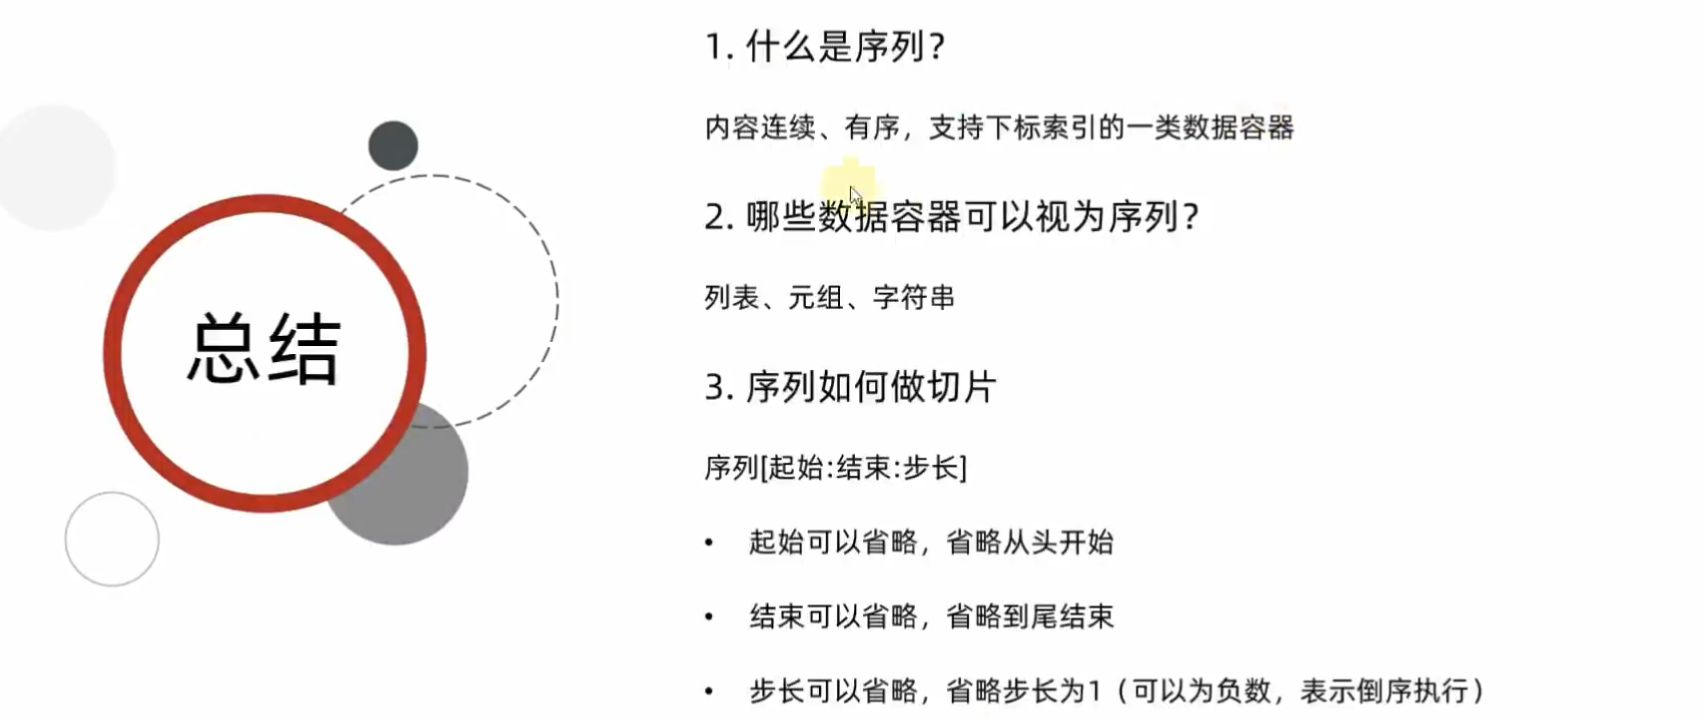 总结
1. 什么是序列？
内容连续、有序，支持下标索引的一类数据容器
2. 哪些数据容器可以视为序列？
列表、元组、字符串
3. 序列如何做切片
序列[起始:结束:步长]
• 起始可以省略，省略从头开始
• 结束可以省略，省略到尾结束
• 步长可以省略，省略步长为1（可以为负数，表示倒序执行）